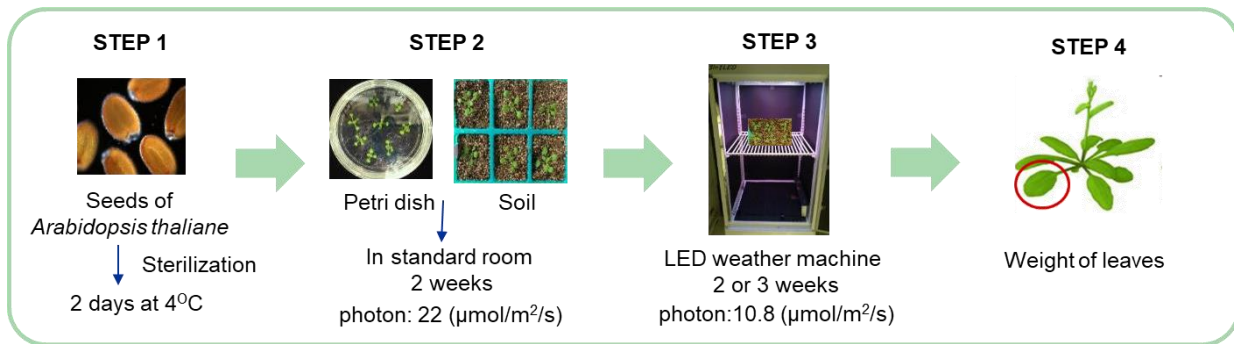 STEP 1
Seeds of
Arabidopsis thaliane
Sterilization
2 days at 4⁰C
STEP 2
Petri dish
Soil
In standard room
2 weeks
photon: 22 (μmol/m²/s)
STEP 3
LED weather machine
2 or 3 weeks
photon:10.8 (μmol/m²/s)
STEP 4
Weight of leaves